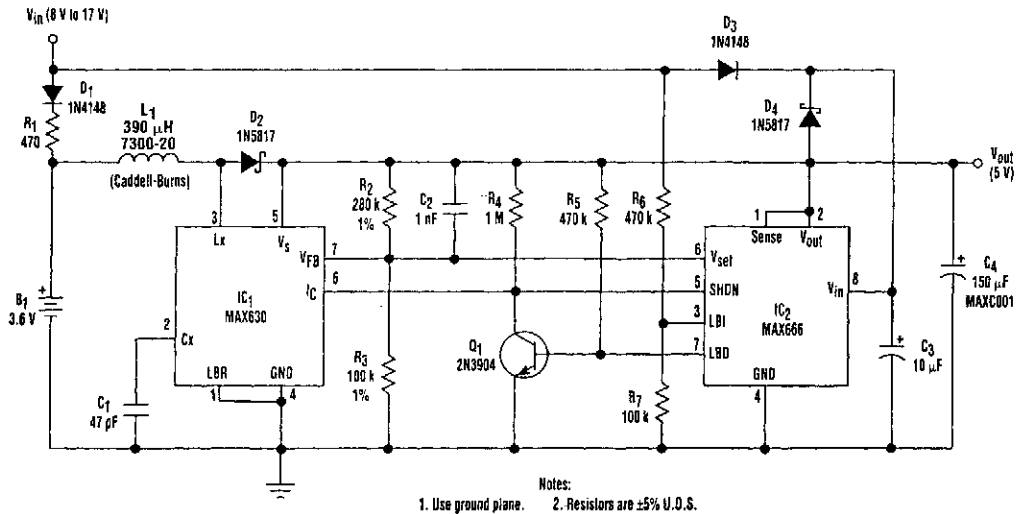 Vin (8 V to 17 V)
D1
1N4148
R1
470
L1
390 µH
7300-20
(Caddell-Burns)
D2
1N5817
D3
1N4148
D4
1N5817
Vout
(5 V)
R2
280 k
1%
C2
1 nF
R4
1 M
R5
470 k
R6
470 k
3
5
Lx
Vs
VFB
7
IC
6
IC1
MAX630
2
Cx
LBR
GND
1
4
B1
3.6 V
C1
47 pF
R3
100 k
1%
Q1
2N3904
R7
100 k
1
2
Sense
Vout
6
Vset
5
SHDN
3
LBI
7
LBO
Vin
8
IC2
MAX666
GND
4
C4
150 µF
MAXC001
C3
10 µF
Notes:
1. Use ground plane. 2. Resistors are ±5% U.O.S.